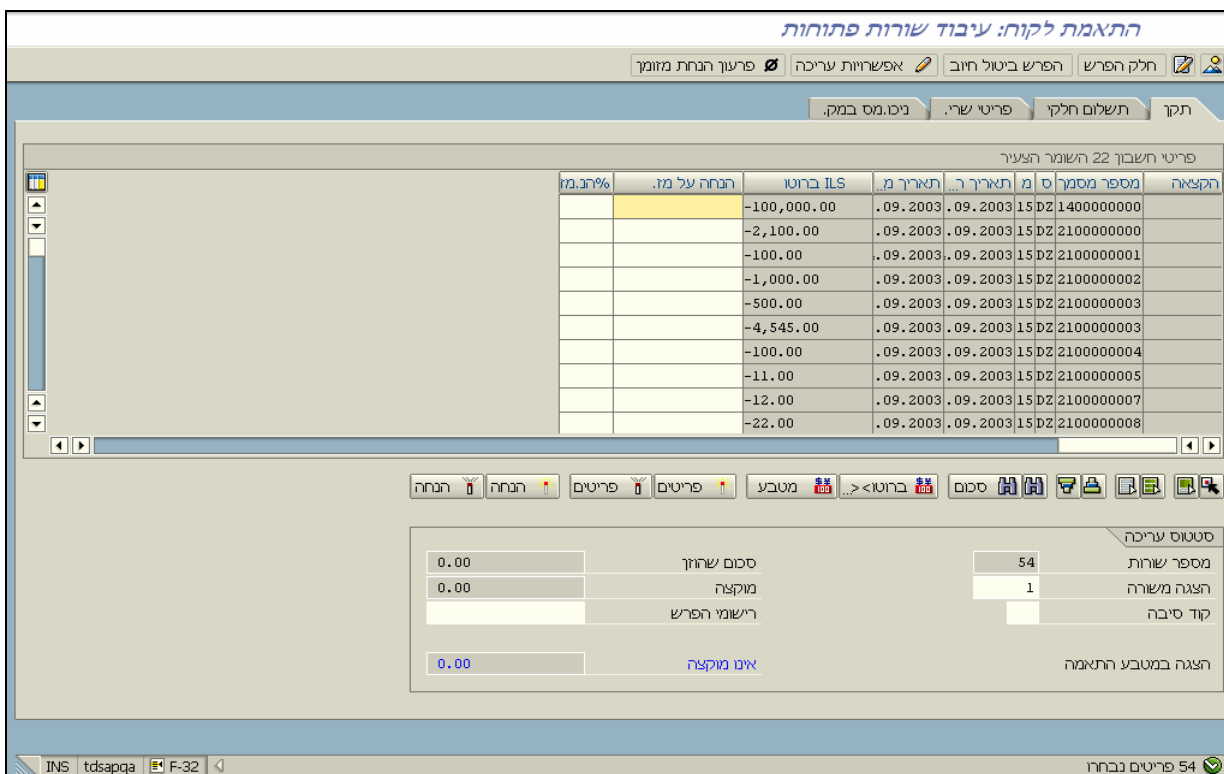 התאמת לקוח: עיבוד שורות פתוחות
חלק הפרש הפרש ביטול חיוב אפשרויות עריכה פרעון הנחת מזומן
תקן תשלום חלקי פריטי שרי. ניכו.מס במק.
פריטי חשבון 22 השומר הצעיר
הקצאה מספר מסמך ס מ תאריך ר... תאריך מ... ILS ברוטו הנחה על מז. %הנ.מז
1400000000 DZ 15 .09.2003 .09.2003 -100,000.00
2100000000 DZ 15 .09.2003 .09.2003 -2,100.00
2100000001 DZ 15 .09.2003 .09.2003 -100.00
2100000002 DZ 15 .09.2003 .09.2003 -1,000.00
2100000003 DZ 15 .09.2003 .09.2003 -500.00
2100000003 DZ 15 .09.2003 .09.2003 -4,545.00
2100000004 DZ 15 .09.2003 .09.2003 -100.00
2100000005 DZ 15 .09.2003 .09.2003 -11.00
2100000007 DZ 15 .09.2003 .09.2003 -12.00
2100000008 DZ 15 .09.2003 .09.2003 -22.00
סכום ברוטו<>... מטבע פריטים פריטים הנחה הנחה
סטטוס עריכה
מספר שורות 54 סכום שהוזן 0.00
הצגה משורה 1 מוקצה 0.00
קוד סיבה רישומי הפרש
הצגה במטבע התאמה אינו מוקצה 0.00
54 פריטים נבחרו F-32 tdsapqa INS